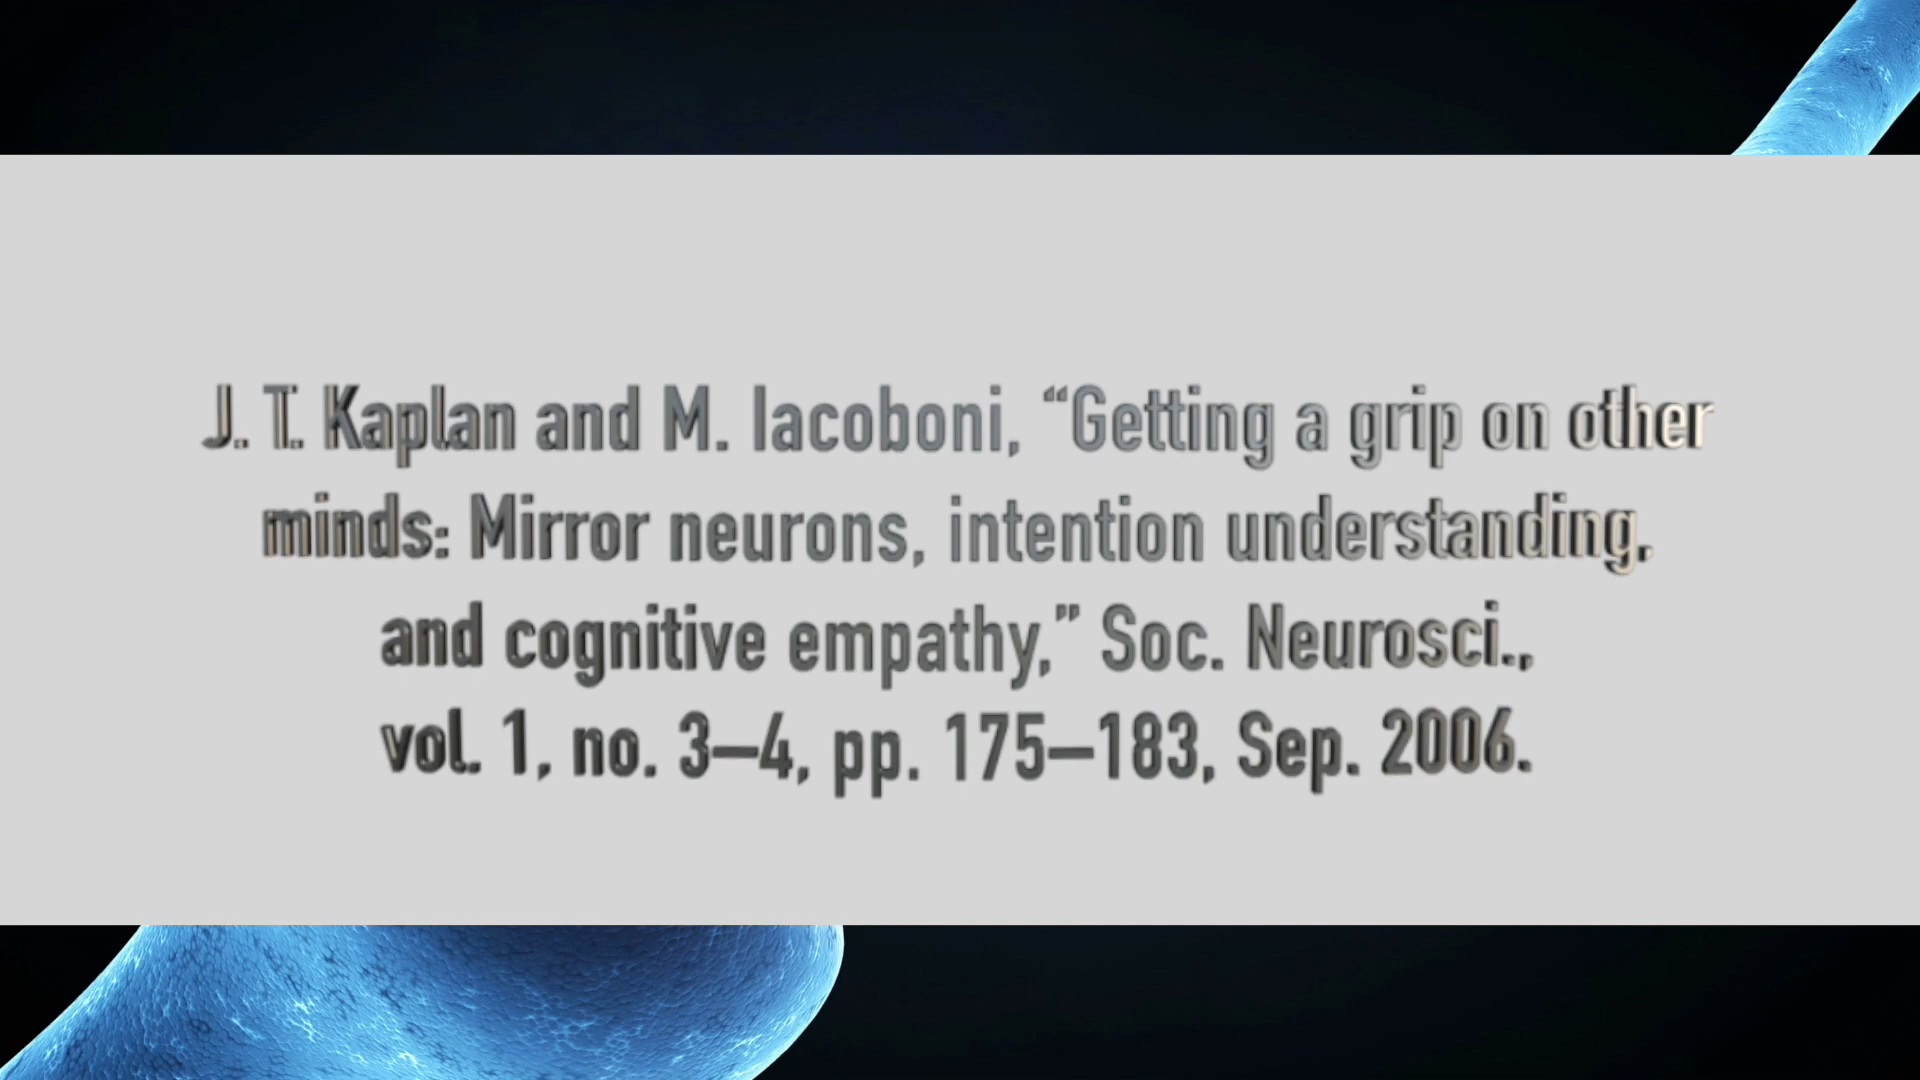 J. T. Kaplan and M. Iacoboni, “Getting a grip on other
minds: Mirror neurons, intention understanding,
and cognitive empathy,” Soc. Neurosci.,
vol. 1, no. 3–4, pp. 175–183, Sep. 2006.